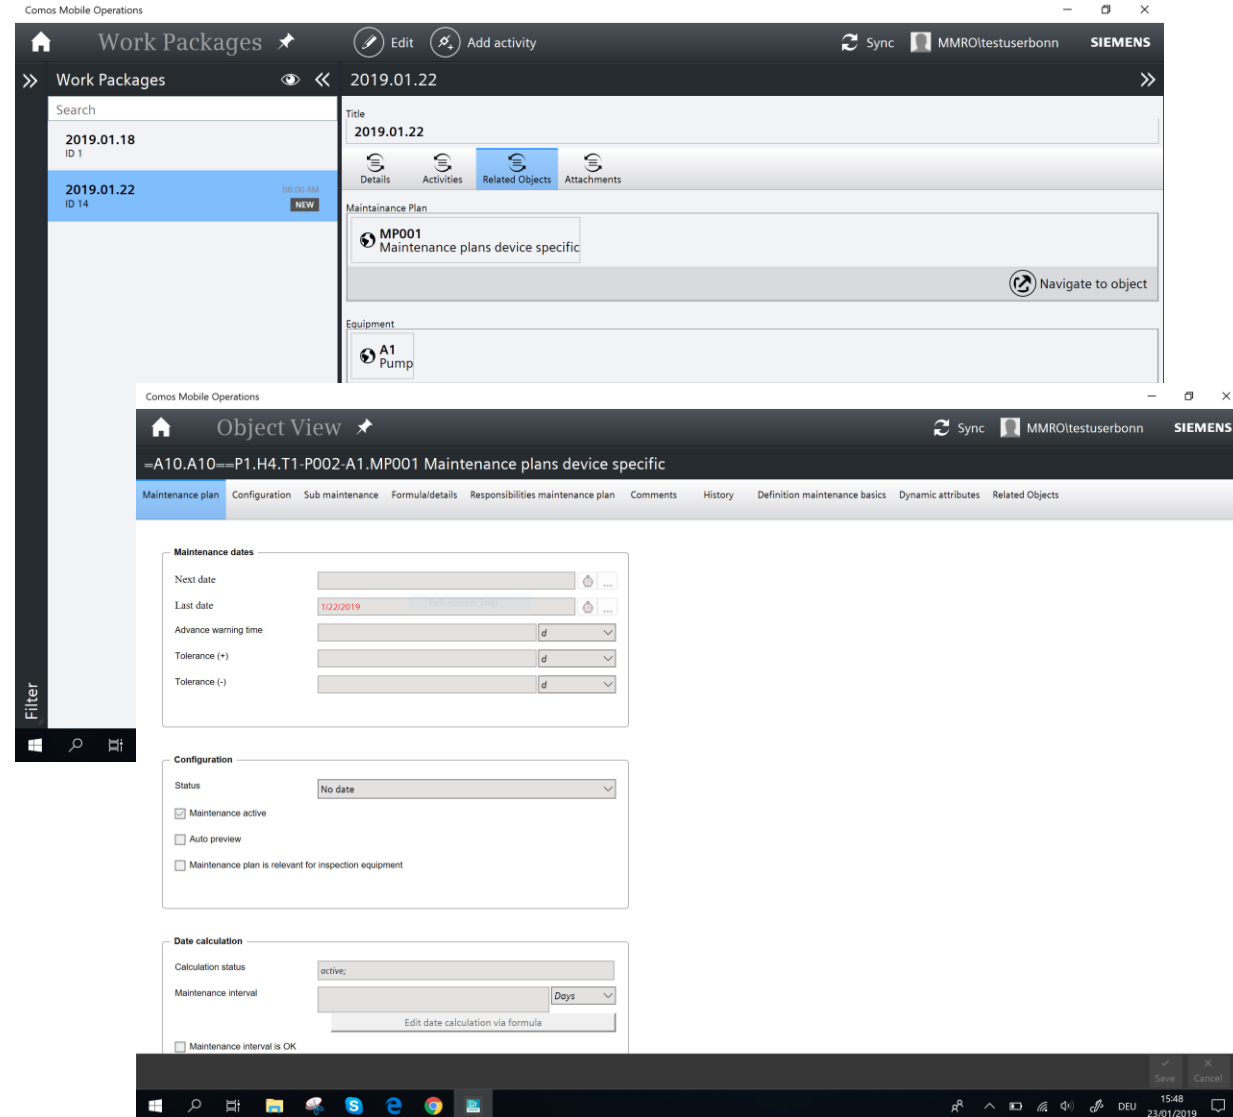 Comos Mobile Operations
Work Packages
Edit
Add activity
Sync
MMRO\testuserbonn
SIEMENS
Work Packages
2019.01.22
Search
2019.01.18
ID 1
2019.01.22
08:00 AM
ID 14
NEW
Filter
Title
2019.01.22
Details
Activities
Related Objects
Attachments
Maintainance Plan
MP001
Maintenance plans device specific
Navigate to object
Equipment
A1
Pump
Comos Mobile Operations
Object View
Sync
MMRO\testuserbonn
SIEMENS
=A10.A10==P1.H4.T1-P002-A1.MP001 Maintenance plans device specific
Maintenance plan
Configuration
Sub maintenance
Formula/details
Responsibilities maintenance plan
Comments
History
Definition maintenance basics
Dynamic attributes
Related Objects
Maintenance dates
Next date
...
Last date
1/22/2019
Full-screen Snip
...
Advance warning time
d
Tolerance (+)
d
Tolerance (-)
d
Configuration
Status
No date
Maintenance active
Auto preview
Maintenance plan is relevant for inspection equipment
Date calculation
Calculation status
active;
Maintenance interval
Days
Edit date calculation via formula
Maintenance interval is OK
Save
Cancel
DEU
15:48
23/01/2019